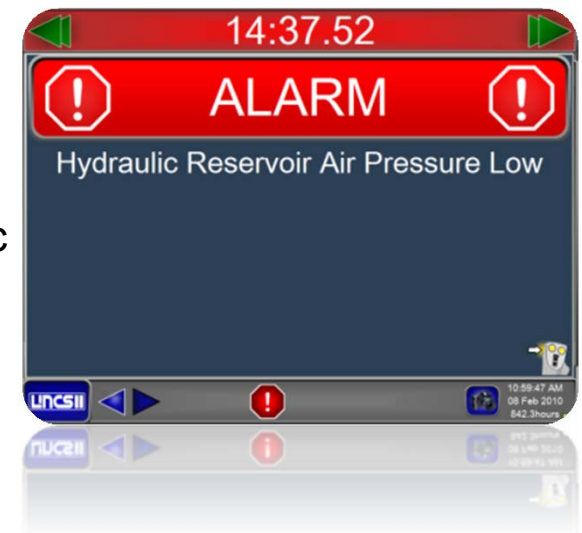 14:37.52
ALARM
Hydraulic Reservoir Air Pressure Low
c
LINCSII
10:59:47 AM
08 Feb 2010
842.3hours